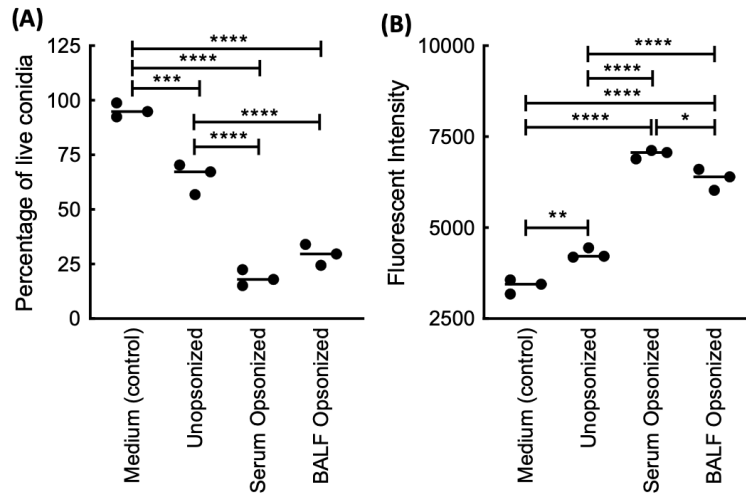 (A)
Percentage of live conidia
125
100
75
50
25
0
****
****
***
****
****
Medium (control)
Unopsonized
Serum Opsonized
BALF Opsonized
(B)
Fluorescent Intensity
10000
7500
5000
2500
****
****
****
****
*
**
Medium (control)
Unopsonized
Serum Opsonized
BALF Opsonized